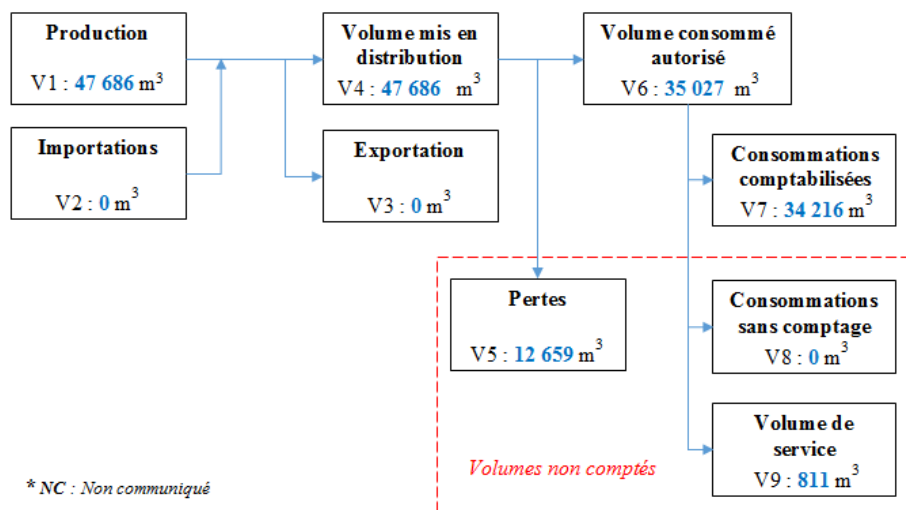 Production
V1 : 47 686 m³
Volume mis en
distribution
V4 : 47 686 m³
Volume consommé
autorisé
V6 : 35 027 m³
Importations
V2 : 0 m³
Exportation
V3 : 0 m³
Consommations
comptabilisées
V7 : 34 216 m³
Pertes
V5 : 12 659 m³
Consommations
sans comptage
V8 : 0 m³
Volume de
service
V9 : 811 m³
Volumes non comptés
* NC : Non communiqué